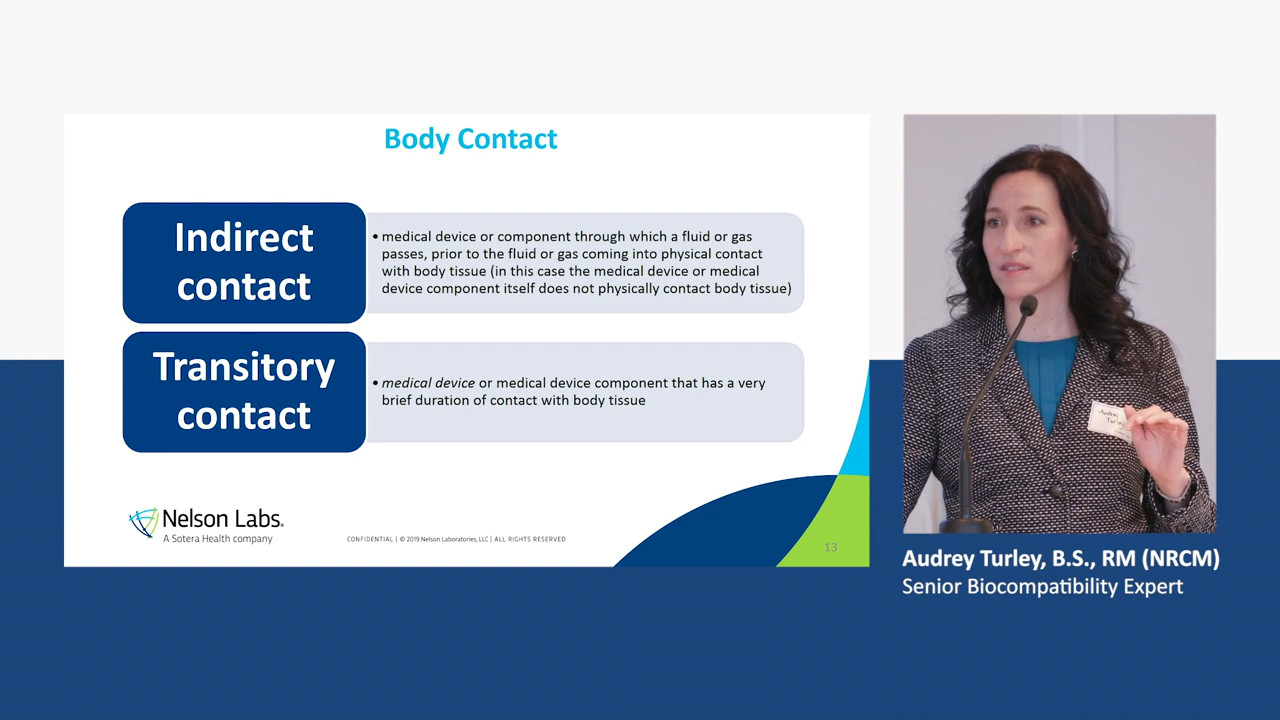 Body Contact
Indirect
contact
• medical device or component through which a fluid or gas
passes, prior to the fluid or gas coming into physical contact
with body tissue (in this case the medical device or medical
device component itself does not physically contact body tissue)
Transitory
contact
• medical device or medical device component that has a very
brief duration of contact with body tissue
Nelson Labs.
A Sotera Health company
CONFIDENTIAL | © 2019 Nelson Laboratories, LLC | ALL RIGHTS RESERVED
13
Audrey
Turley
Audrey Turley, B.S., RM (NRCM)
Senior Biocompatibility Expert